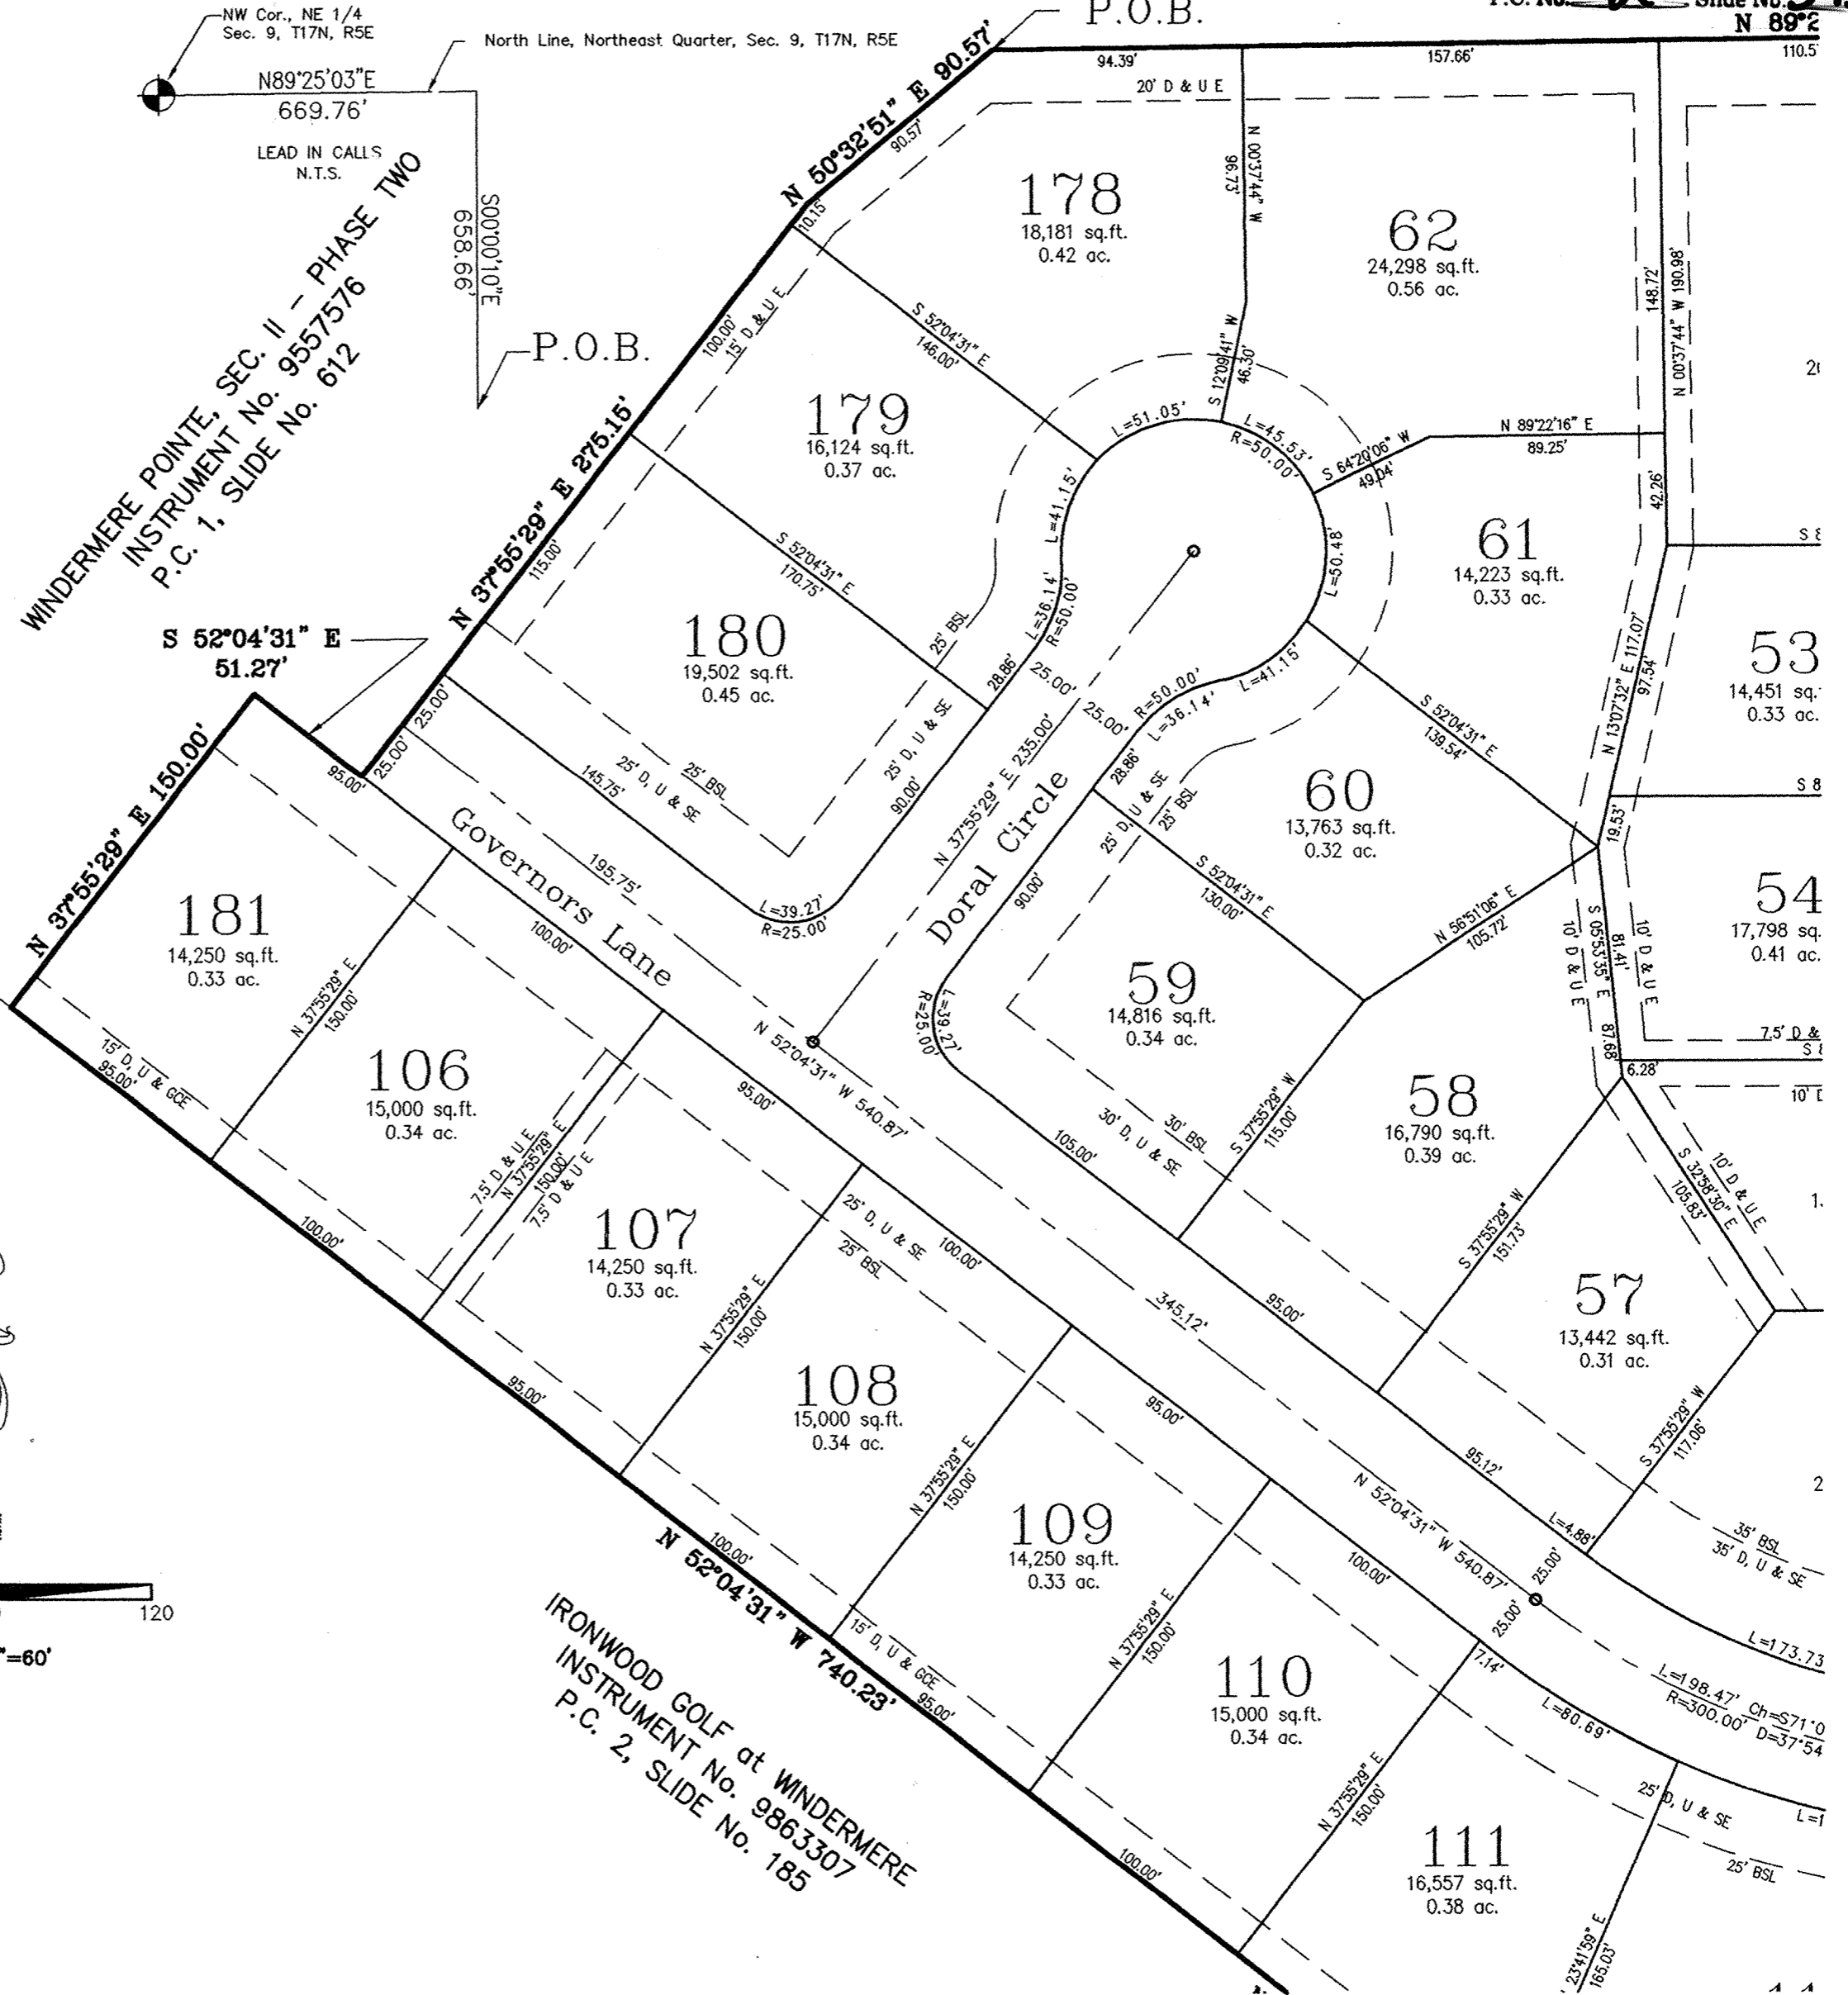 NW Cor., NE 1/4
Sec. 9, T17N, R5E
North Line, Northeast Quarter, Sec. 9, T17N, R5E
N89°25'03"E
669.76'
LEAD IN CALLS
N.T.S.
S00°00'10"E
658.66'
P.O.B.
P.O.B.
P.C. No.
Slide No.
N 89°2
WINDERMERE POINTE, SEC. II - PHASE TWO
INSTRUMENT No. 9557576
P.C. 1, SLIDE No. 612
N 50°32'51" E 90.57'
90.57'
94.39'
157.66'
110.5
20' D & U E
10.15'
178
18,181 sq.ft.
0.42 ac.
N 00°37'44" W
96.73'
62
24,298 sq.ft.
0.56 ac.
148.72'
N 00°37'44" W 190.98'
100.00'
15' D & U E
S 52°04'31" E
146.00'
S 12°09'41" W
46.30'
179
16,124 sq.ft.
0.37 ac.
L=51.05'
L=45.53'
R=50.00'
S 64°20'06" W
49.04'
N 89°22'16" E
89.25'
42.26'
N 37°55'29" E 275.15'
115.00'
S 52°04'31" E
170.75'
L=41.15'
L=36.14'
R=50.00'
L=50.48'
61
14,223 sq.ft.
0.33 ac.
S 8
N 13°07'32" E 117.07'
97.54'
53
14,451 sq.
0.33 ac.
S 52°04'31" E
51.27'
180
19,502 sq.ft.
0.45 ac.
25' BSL
28.86'
25.00'
25.00'
R=50.00'
L=36.14'
L=41.15'
S 52°04'31" E
139.54'
25.00'
25.00'
145.75'
25' D, U & SE
25' BSL
25' D, U & SE
90.00'
N 37°55'29" E 235.00'
Doral Circle
28.86'
25' D, U & SE
25' BSL
60
13,763 sq.ft.
0.32 ac.
19.53'
S 8
N 37°55'29" E 150.00'
95.00'
Governors Lane
195.75'
L=39.27'
R=25.00'
90.00'
S 52°04'31" E
130.00'
N 56°51'06" E
105.72'
54
17,798 sq.
0.41 ac.
181
14,250 sq.ft.
0.33 ac.
100.00'
N 37°55'29" E
150.00'
15' D, U & GCE
95.00'
59
14,816 sq.ft.
0.34 ac.
L=39.27'
R=25.00'
10' D & U E
S 05°53'35" E 87.68'
81.41'
10' D & U E
7.5' D &
S 8
6.28'
10' D
106
15,000 sq.ft.
0.34 ac.
95.00'
N 52°04'31" W 540.87'
30' BSL
30' D, U & SE
105.00'
S 37°55'29" W
115.00'
58
16,790 sq.ft.
0.39 ac.
7.5' D & U E
N 37°55'29" E
150.00'
7.5' D & U E
100.00'
107
14,250 sq.ft.
0.33 ac.
25' D, U & SE
25' BSL
100.00'
S 37°55'29" W
151.73'
S 32°58'30" E
105.83'
10' D & U E
57
13,442 sq.ft.
0.31 ac.
95.00'
N 37°55'29" E
150.00'
345.12'
95.00'
108
15,000 sq.ft.
0.34 ac.
95.00'
S 37°55'29" W
117.06'
100.00'
N 37°55'29" E
150.00'
95.12'
L=4.88'
N 52°04'31" W 540.87'
25.00'
25.00'
35' BSL
35' D, U & SE
109
14,250 sq.ft.
0.33 ac.
100.00'
120
"=60'
N 52°04'31" W 740.23'
15' D, U & GCE
95.00'
N 37°55'29" E
150.00'
7.14'
L=173.73
L=198.47' Ch=S71°0
R=300.00' D=37°54
IRONWOOD GOLF at WINDERMERE
INSTRUMENT No. 9863307
P.C. 2, SLIDE No. 185
110
15,000 sq.ft.
0.34 ac.
L=80.69'
N 37°55'29" E
150.00'
100.00'
25' D, U & SE
25' BSL
L=1
111
16,557 sq.ft.
0.38 ac.
23°41'59" E
165.03'